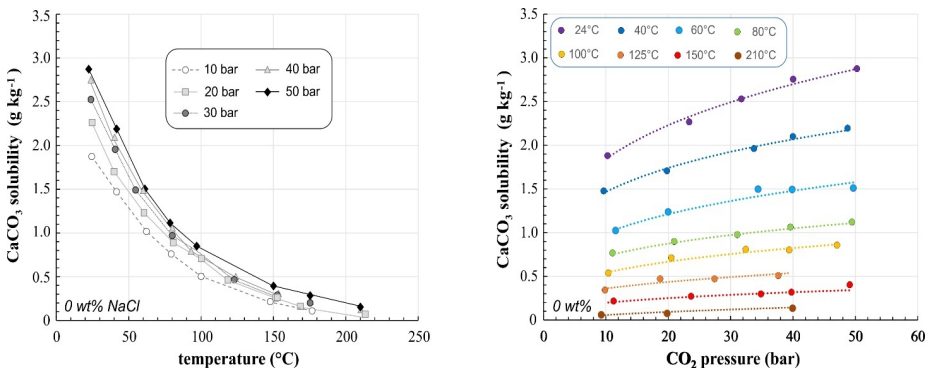 3.5
3.0
2.5
2.0
1.5
1.0
0.5
0
0 50 100 150 200 250
CaCO₃ solubility (g kg⁻¹)
temperature (°C)
10 bar 40 bar
20 bar 50 bar
30 bar
0 wt% NaCl
3.5
3.0
2.5
2.0
1.5
1.0
0.5
0
0 10 20 30 40 50 60
CaCO₃ solubility (g kg⁻¹)
CO₂ pressure (bar)
24°C 40°C 60°C 80°C
100°C 125°C 150°C 210°C
0 wt%